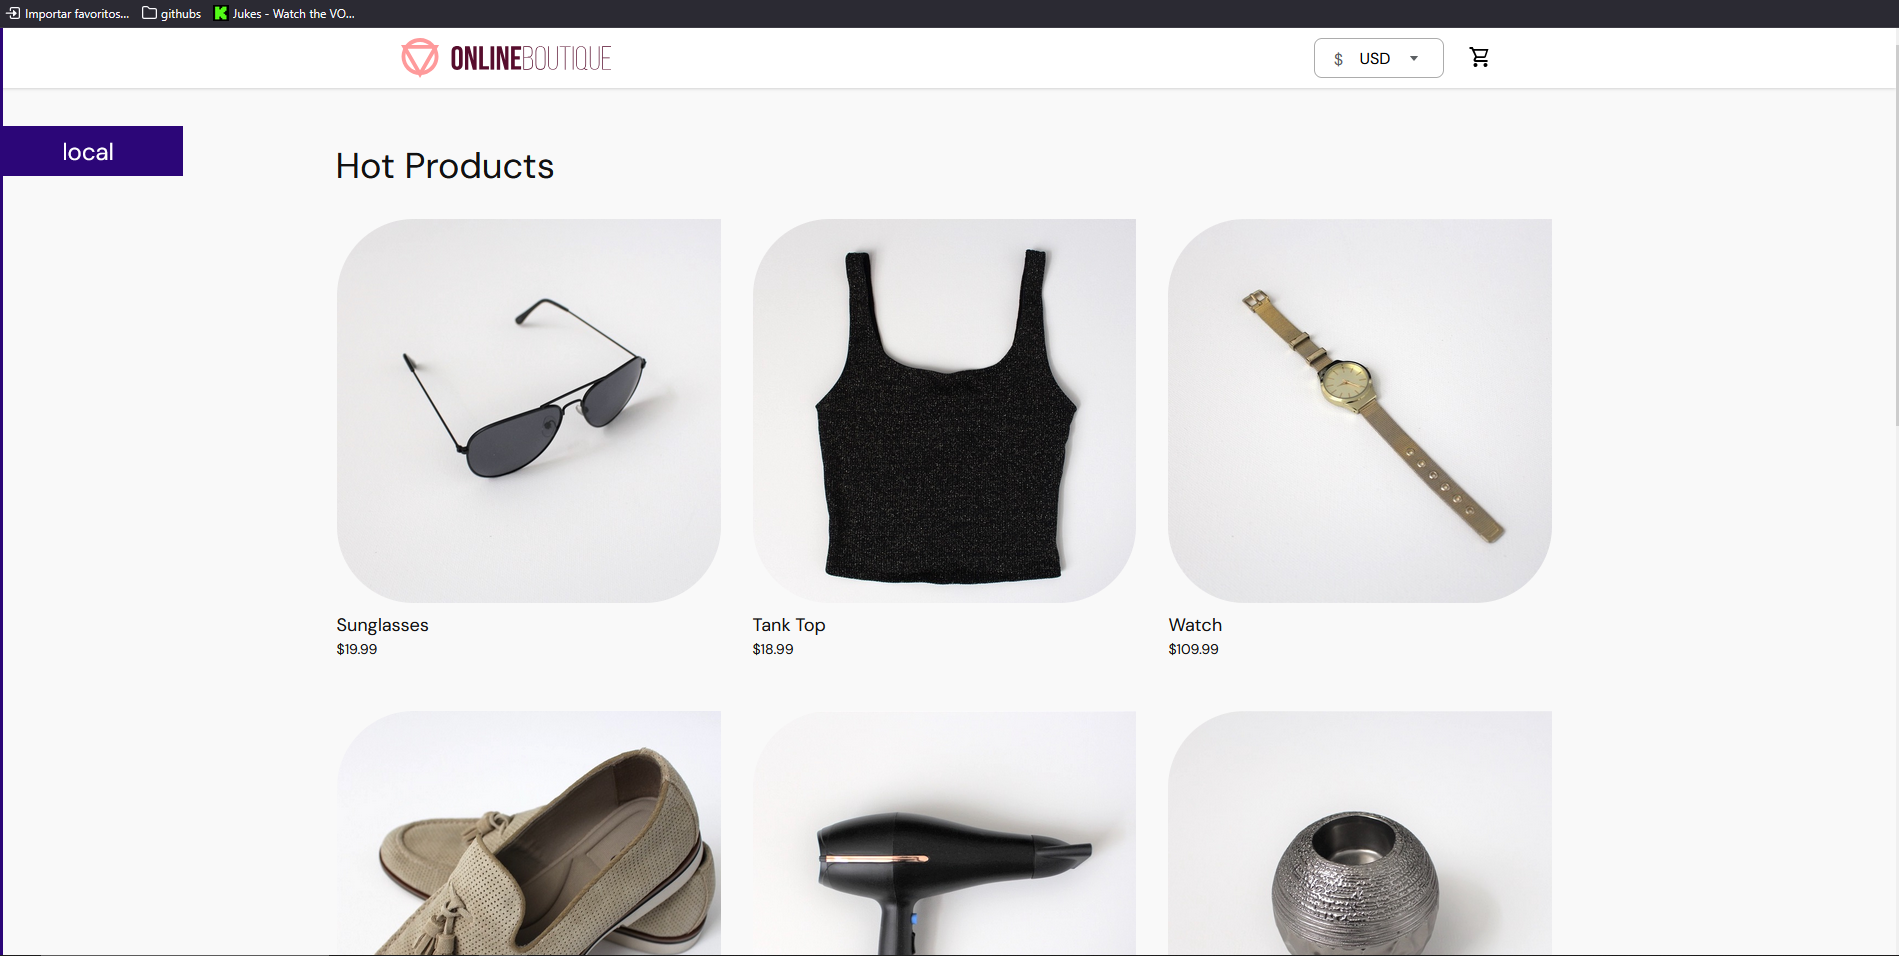 Importar favoritos... githubs Jukes - Watch the VO...
ONLINEBOUTIQUE $ USD
local
Hot Products
Sunglasses Tank Top Watch
$19.99 $18.99 $109.99